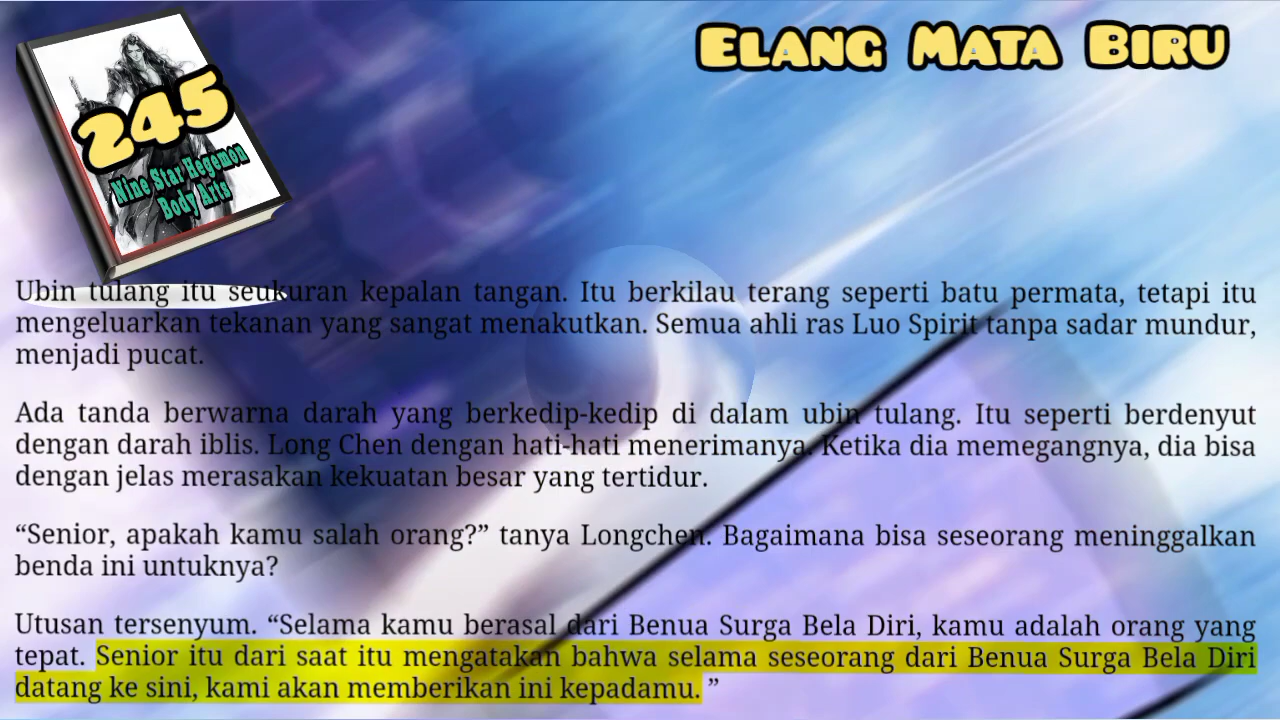 Elang Mata Biru
245
Nine Star Hegemon
Body Arts
Ubin tulang itu seukuran kepalan tangan. Itu berkilau terang seperti batu permata, tetapi itu
mengeluarkan tekanan yang sangat menakutkan. Semua ahli ras Luo Spirit tanpa sadar mundur,
menjadi pucat.
Ada tanda berwarna darah yang berkedip-kedip di dalam ubin tulang. Itu seperti berdenyut
dengan darah iblis. Long Chen dengan hati-hati menerimanya. Ketika dia memegangnya, dia bisa
dengan jelas merasakan kekuatan besar yang tertidur.
“Senior, apakah kamu salah orang?” tanya Longchen. Bagaimana bisa seseorang meninggalkan
benda ini untuknya?
Utusan tersenyum. “Selama kamu berasal dari Benua Surga Bela Diri, kamu adalah orang yang
tepat. Senior itu dari saat itu mengatakan bahwa selama seseorang dari Benua Surga Bela Diri
datang ke sini, kami akan memberikan ini kepadamu. ”